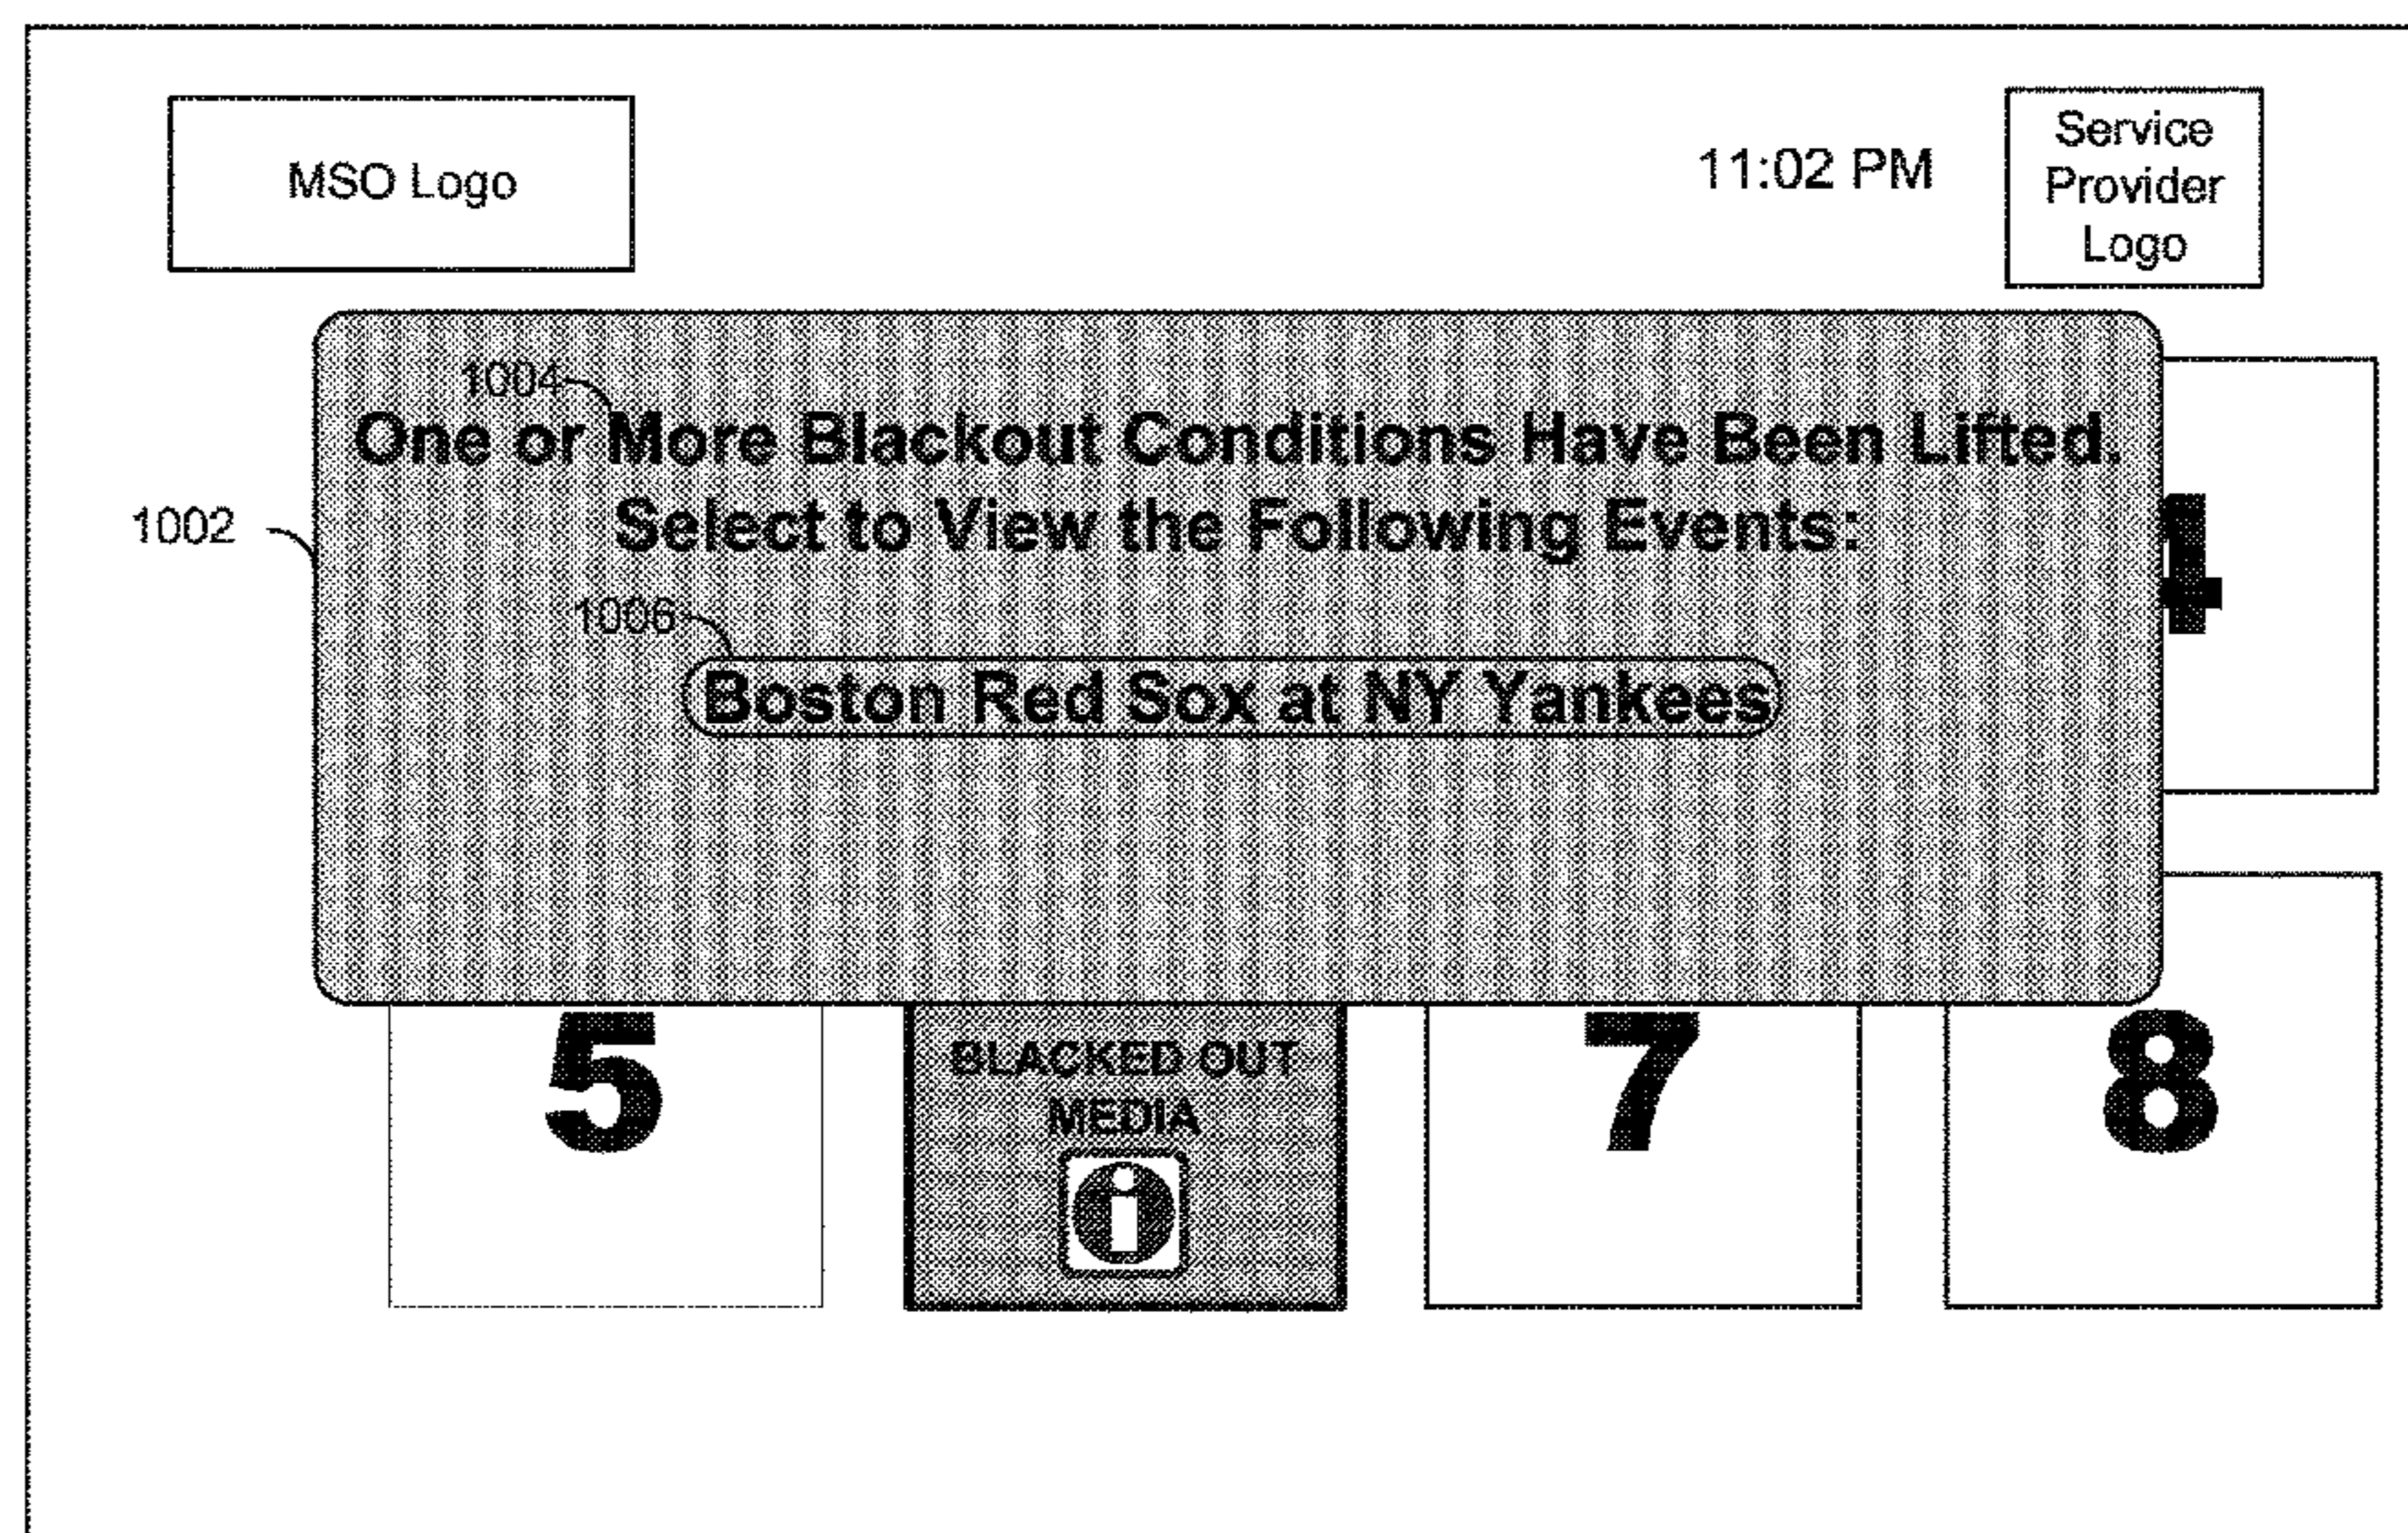 MSO Logo
11:02 PM
Service
Provider
Logo
1004
One or More Blackout Conditions Have Been Lifted.
Select to View the Following Events:
1002
1006
Boston Red Sox at NY Yankees
4
5
BLACKED OUT
MEDIA
i
7
8